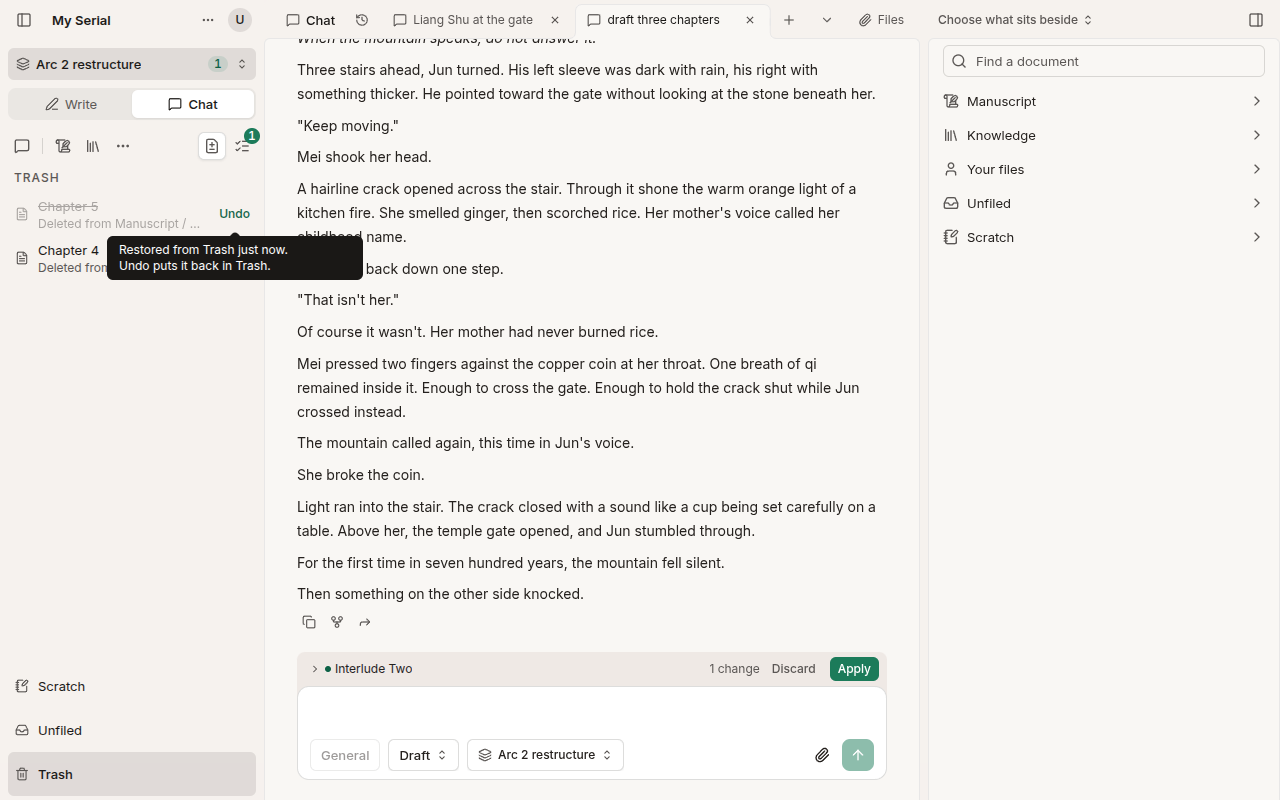 My Serial
U
Arc 2 restructure
1
Write
Chat
1
TRASH
Chapter 5
Deleted from Manuscript / ...
Undo
Chapter 4
Deleted from
Restored from Trash just now.
Undo puts it back in Trash.
Scratch
Unfiled
Trash
Chat
Liang Shu at the gate
draft three chapters
Files
When the mountain speaks, do not answer it.
Three stairs ahead, Jun turned. His left sleeve was dark with rain, his right with
something thicker. He pointed toward the gate without looking at the stone beneath her.
"Keep moving."
Mei shook her head.
A hairline crack opened across the stair. Through it shone the warm orange light of a
kitchen fire. She smelled ginger, then scorched rice. Her mother's voice called her
childhood name.
back down one step.
"That isn't her."
Of course it wasn't. Her mother had never burned rice.
Mei pressed two fingers against the copper coin at her throat. One breath of qi
remained inside it. Enough to cross the gate. Enough to hold the crack shut while Jun
crossed instead.
The mountain called again, this time in Jun's voice.
She broke the coin.
Light ran into the stair. The crack closed with a sound like a cup being set carefully on a
table. Above her, the temple gate opened, and Jun stumbled through.
For the first time in seven hundred years, the mountain fell silent.
Then something on the other side knocked.
Interlude Two
1 change
Discard
Apply
General
Draft
Arc 2 restructure
Choose what sits beside
Find a document
Manuscript
Knowledge
Your files
Unfiled
Scratch